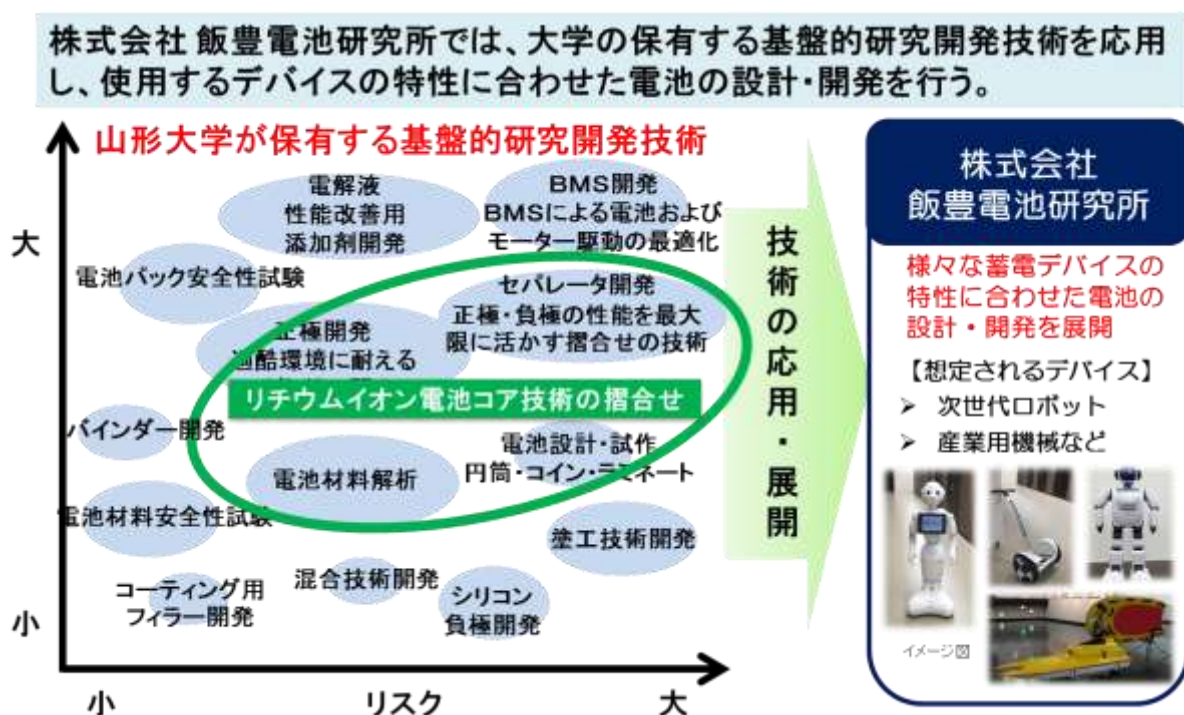 株式会社 飯豊電池研究所では、大学の保有する基盤的研究開発技術を応用
し、使用するデバイスの特性に合わせた電池の設計・開発を行う。
山形大学が保有する基盤的研究開発技術
電解液
性能改善用
添加剤開発
BMS開発
BMSによる電池および
モーター駆動の最適化
大
電池パック安全性試験
セパレータ開発
正極・負極の性能を最大
限に活かす摺合せの技術
正極開発
過酷環境に耐える
リチウムイオン電池コア技術の摺合せ
バインダー開発
電池設計・試作
円筒・コイン・ラミネート
電池材料解析
電池材料安全性試験
塗工技術開発
混合技術開発
コーティング用
フィラー開発
シリコン
負極開発
小
小
リスク
大
技術の応用・展開
株式会社
飯豊電池研究所
様々な蓄電デバイスの
特性に合わせた電池の
設計・開発を展開
【想定されるデバイス】
➢ 次世代ロボット
➢ 産業用機械など
イメージ図